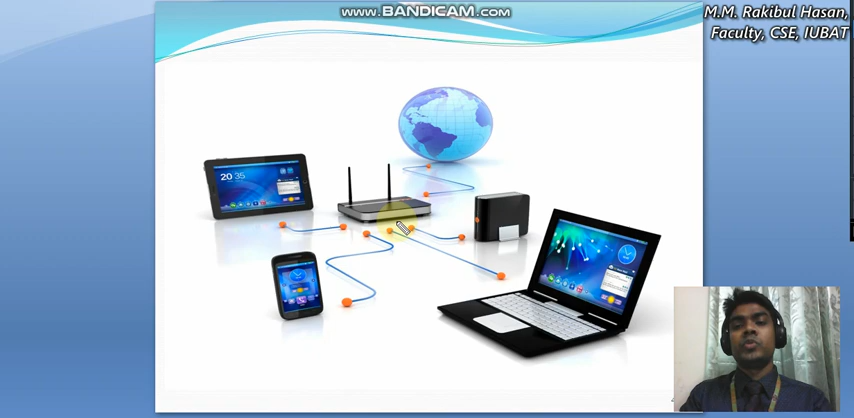 www.BANDICAM.com
M.M. Rakibul Hasan,
Faculty, CSE, IUBAT
20 35